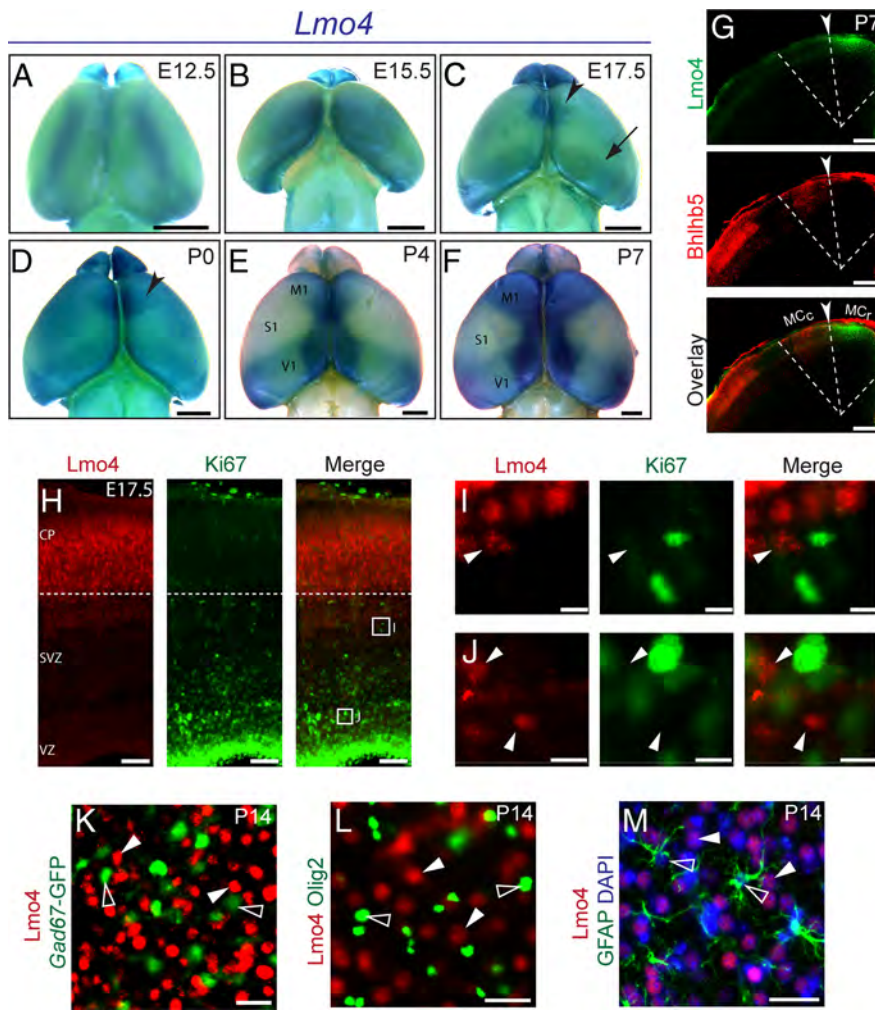 Lmo4
A E12.5
B E15.5
C E17.5
D P0
E P4
M1
S1
V1
F P7
M1
S1
V1
G P7
Lmo4
Bhlhb5
Overlay
MCc MCr
Lmo4 Ki67 Merge
H E17.5
CP
SVZ
VZ
I
J
Lmo4 Ki67 Merge
I
J
K P14
Lmo4
Gad67-GFP
L P14
Lmo4 Olig2
M P14
Lmo4
GFAP DAPI